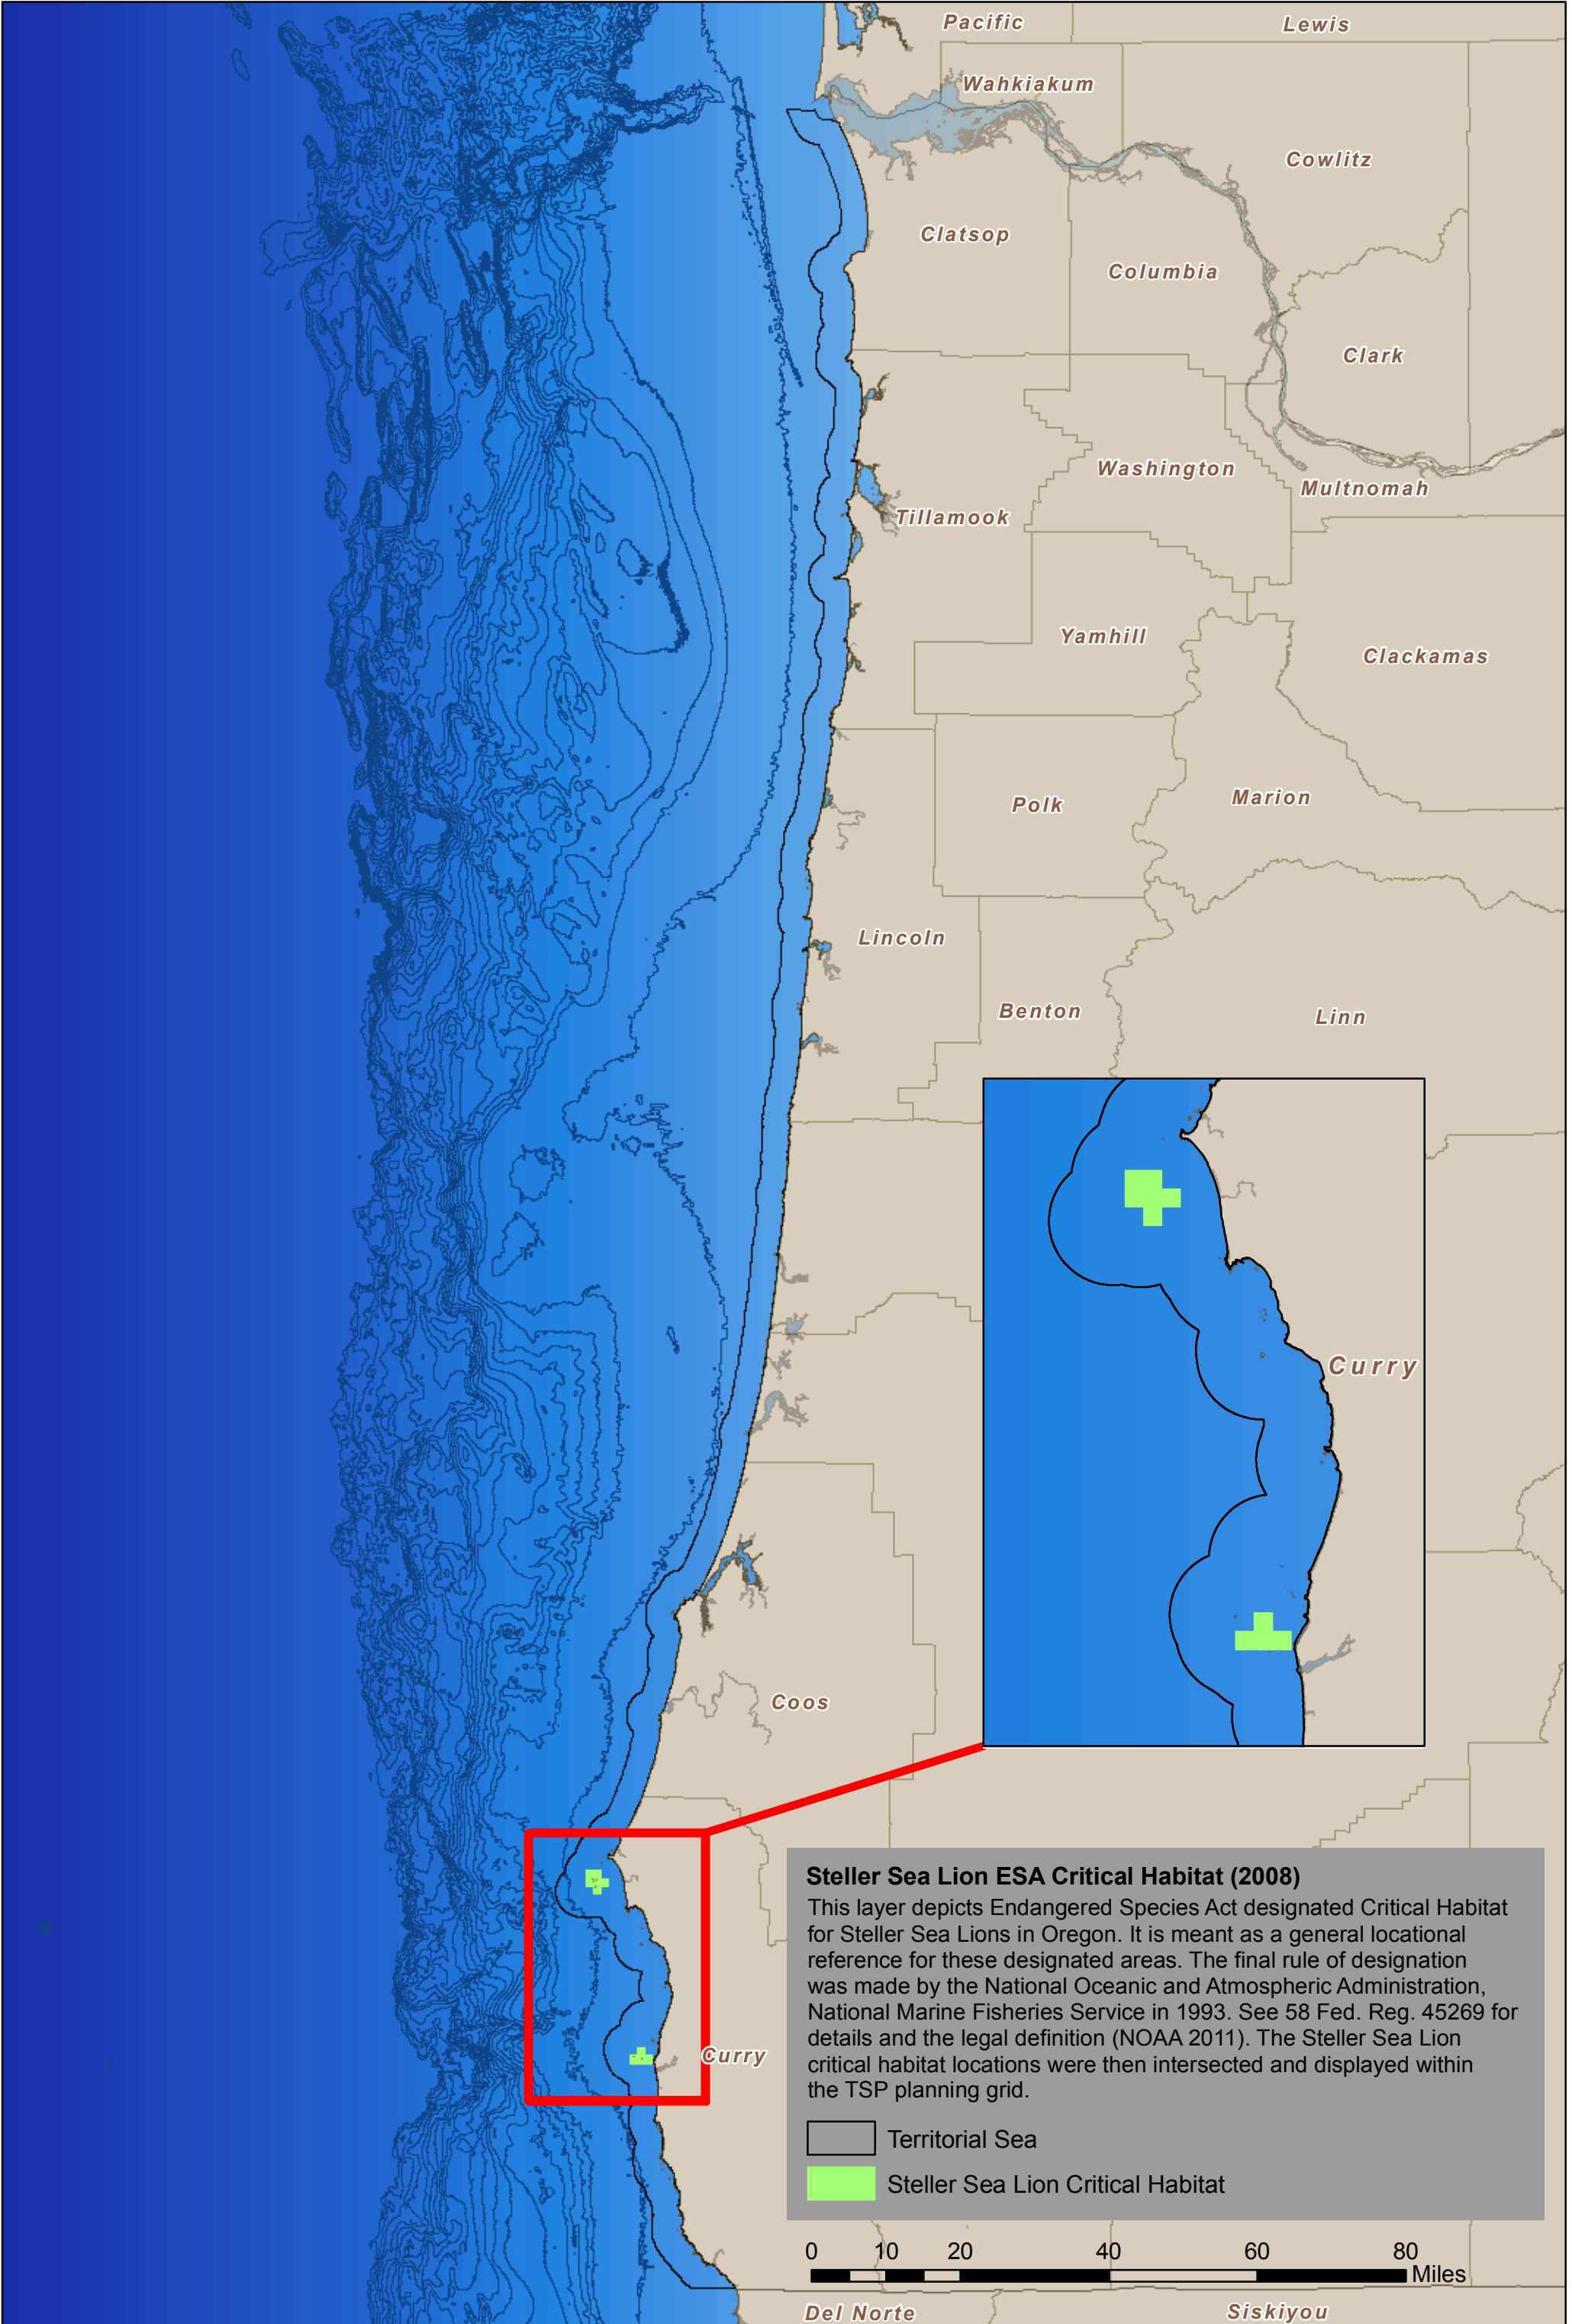 Pacific
Lewis
Wahkiakum
Cowlitz
Clatsop
Columbia
Clark
Washington
Multnomah
Tillamook
Yamhill
Clackamas
Polk
Marion
Lincoln
Benton
Linn
Curry
Coos
Curry
Steller Sea Lion ESA Critical Habitat (2008)
This layer depicts Endangered Species Act designated Critical Habitat
for Steller Sea Lions in Oregon. It is meant as a general locational
reference for these designated areas. The final rule of designation
was made by the National Oceanic and Atmospheric Administration,
National Marine Fisheries Service in 1993. See 58 Fed. Reg. 45269 for
details and the legal definition (NOAA 2011). The Steller Sea Lion
critical habitat locations were then intersected and displayed within
the TSP planning grid.
Territorial Sea
Steller Sea Lion Critical Habitat
0 10 20 40 60 80
Miles
Del Norte
Siskiyou